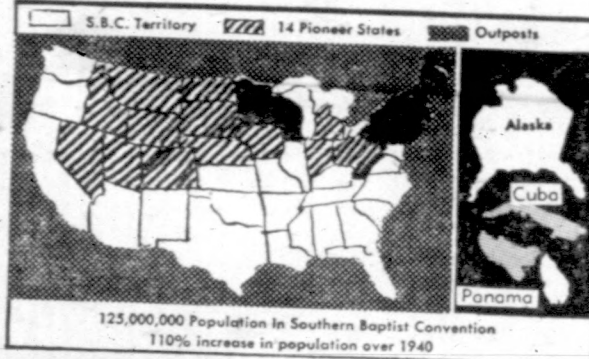 S.B.C. Territory 14 Pioneer States Outposts
Alaska
Cuba
Panama
125,000,000 Population In Southern Baptist Convention
110% increase in population over 1940